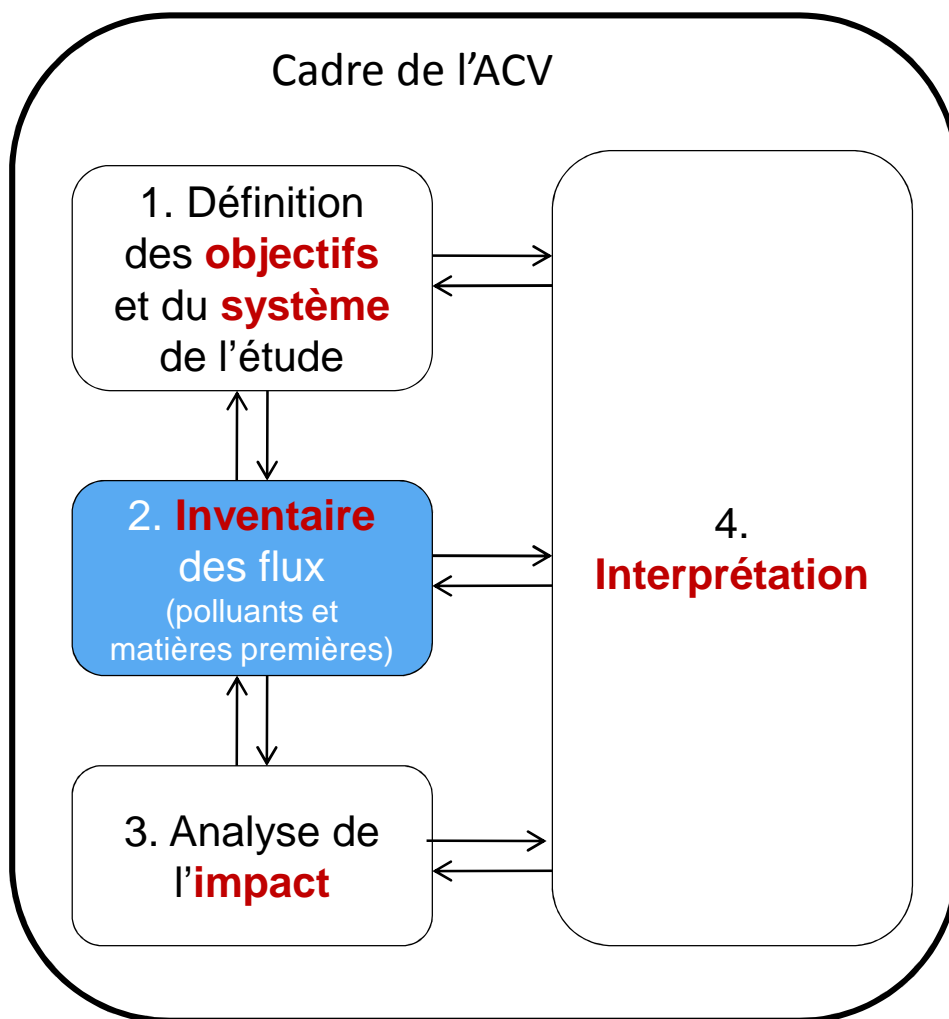 Cadre de l’ACV
1. Définition
des objectifs
et du système
de l’étude
2. Inventaire
des flux
(polluants et
matières premières)
3. Analyse de
l’impact
4.
Interprétation